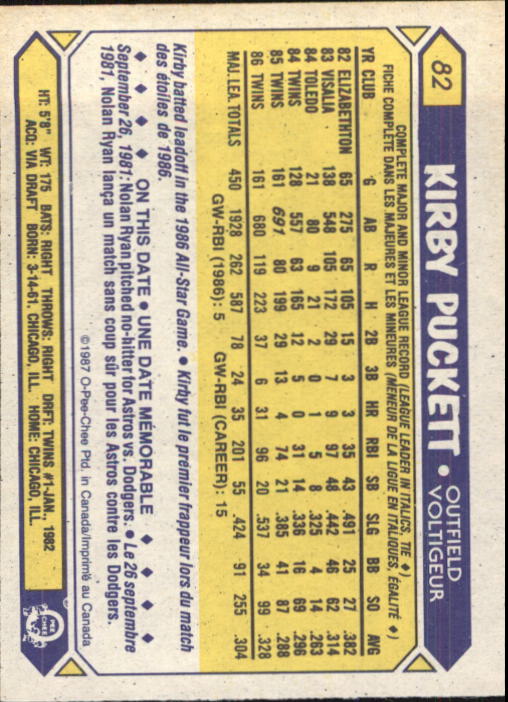 82
KIRBY PUCKETT • OUTFIELD
VOLTIGEUR
COMPLETE MAJOR AND MINOR LEAGUE RECORD (LEAGUE LEADER IN ITALICS, TIE ♦)
FICHE COMPLÈTE DANS LES MAJEURES ET LES MINEURES (MENEUR DE LA LIGUE EN ITALIQUES, ÉGALITÉ ♦)
YR CLUB G AB R H 2B 3B HR RBI SB SLG BB SO AVG
82 ELIZABETHTON 65 275 65 105 15 3 3 35 43 .491 25 27 .382
83 VISALIA 138 548 105 172 29 7 9 97 48 .442 46 62 .314
84 TOLEDO 21 80 9 21 2 0 1 5 8 .325 4 14 .263
84 TWINS 128 557 63 165 12 5 0 31 14 .336 16 69 .296
85 TWINS 161 691 80 199 29 13 4 74 21 .385 41 87 .288
86 TWINS 161 680 119 223 37 6 31 96 20 .537 34 99 .328
MAJ. LEA. TOTALS 450 1928 262 587 78 24 35 201 55 .424 91 255 .304
GW-RBI (1986): 5 GW-RBI (CAREER): 15
Kirby batted leadoff in the 1986 All-Star Game. • Kirby fut le premier frappeur lors du match
des étoiles de 1986.
♦ ♦ ♦ ♦ ON THIS DATE • UNE DATE MÉMORABLE ♦ ♦ ♦ ♦
September 26, 1981: Nolan Ryan pitched no-hitter for Astros vs. Dodgers. • Le 26 septembre
1981, Nolan Ryan lança un match sans coup sûr pour les Astros contre les Dodgers.
©1987 O-Pee-Chee Ptd. in Canada/Imprimé au Canada
HT: 5'8" WT: 175 BATS: RIGHT THROWS: RIGHT DRFT: TWINS #1-JAN., 1982
ACQ: VIA DRAFT BORN: 3-14-61, CHICAGO, ILL. HOME: CHICAGO, ILL.
O
PEE
CHEE